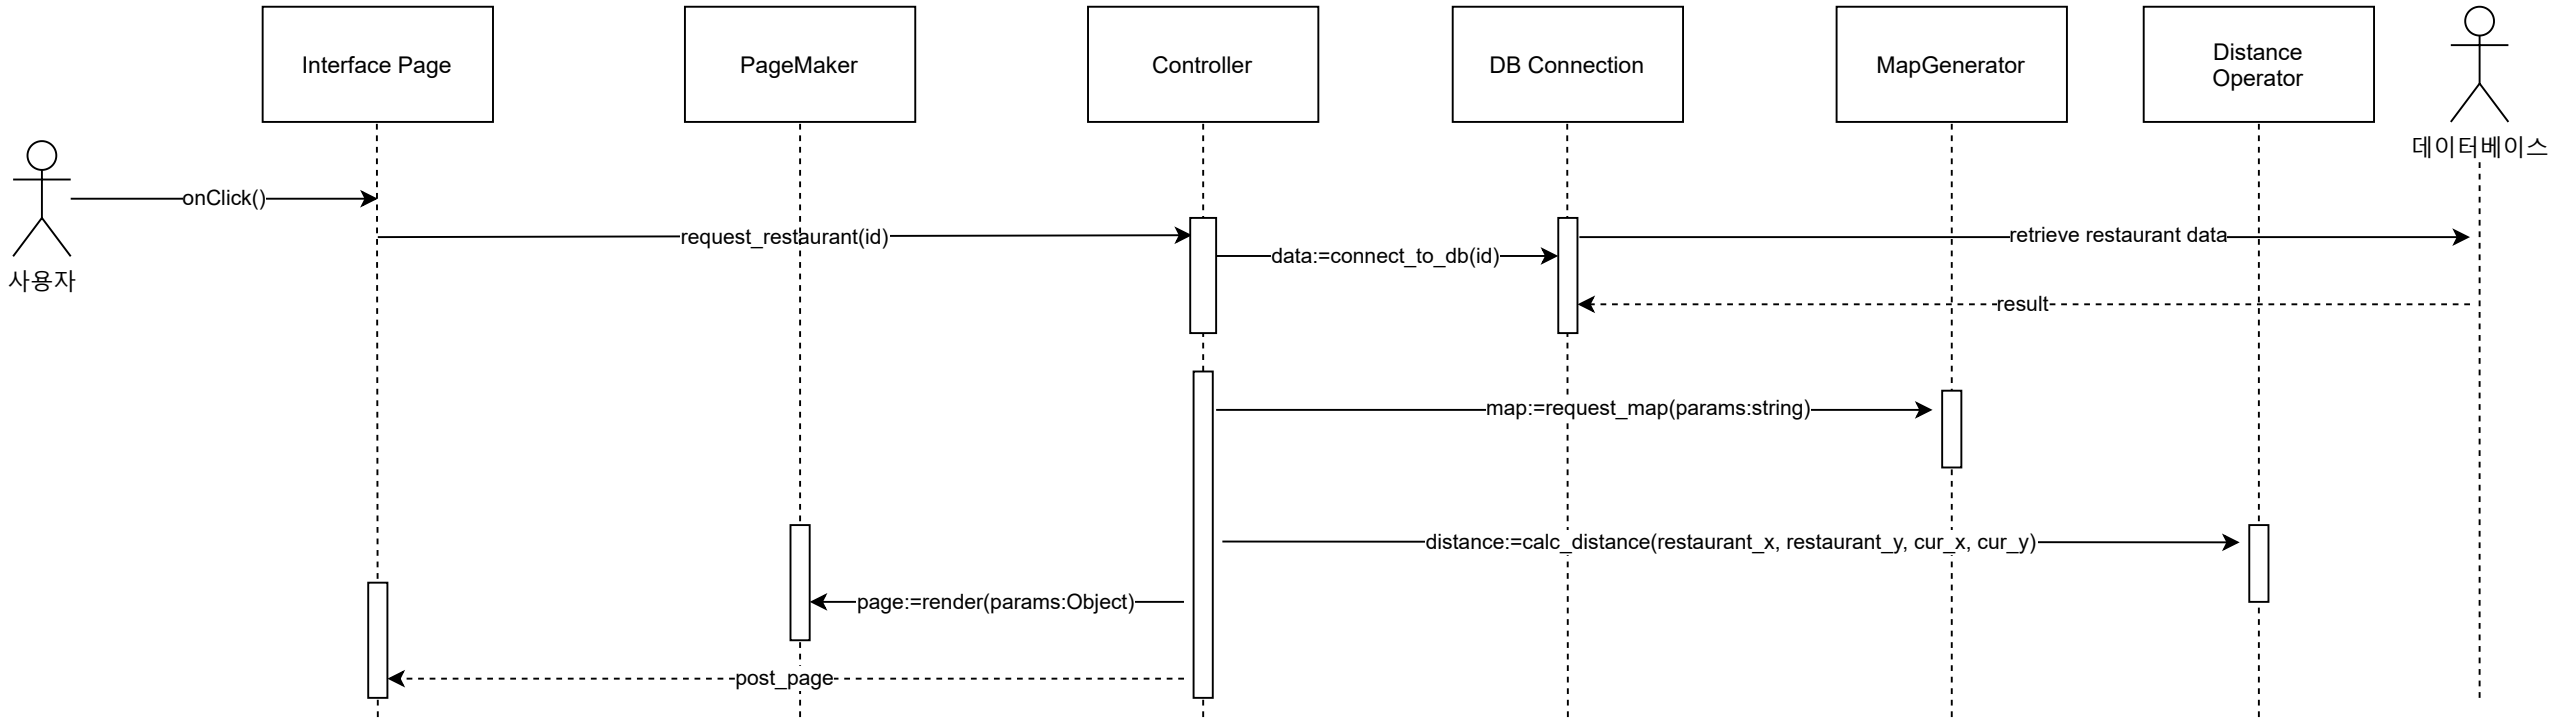 Interface Page
PageMaker
Controller
DB Connection
MapGenerator
Distance
Operator
데이터베이스
사용자
onClick()
request_restaurant(id)
data:=connect_to_db(id)
retrieve restaurant data
result
map:=request_map(params:string)
distance:=calc_distance(restaurant_x, restaurant_y, cur_x, cur_y)
page:=render(params:Object)
post_page